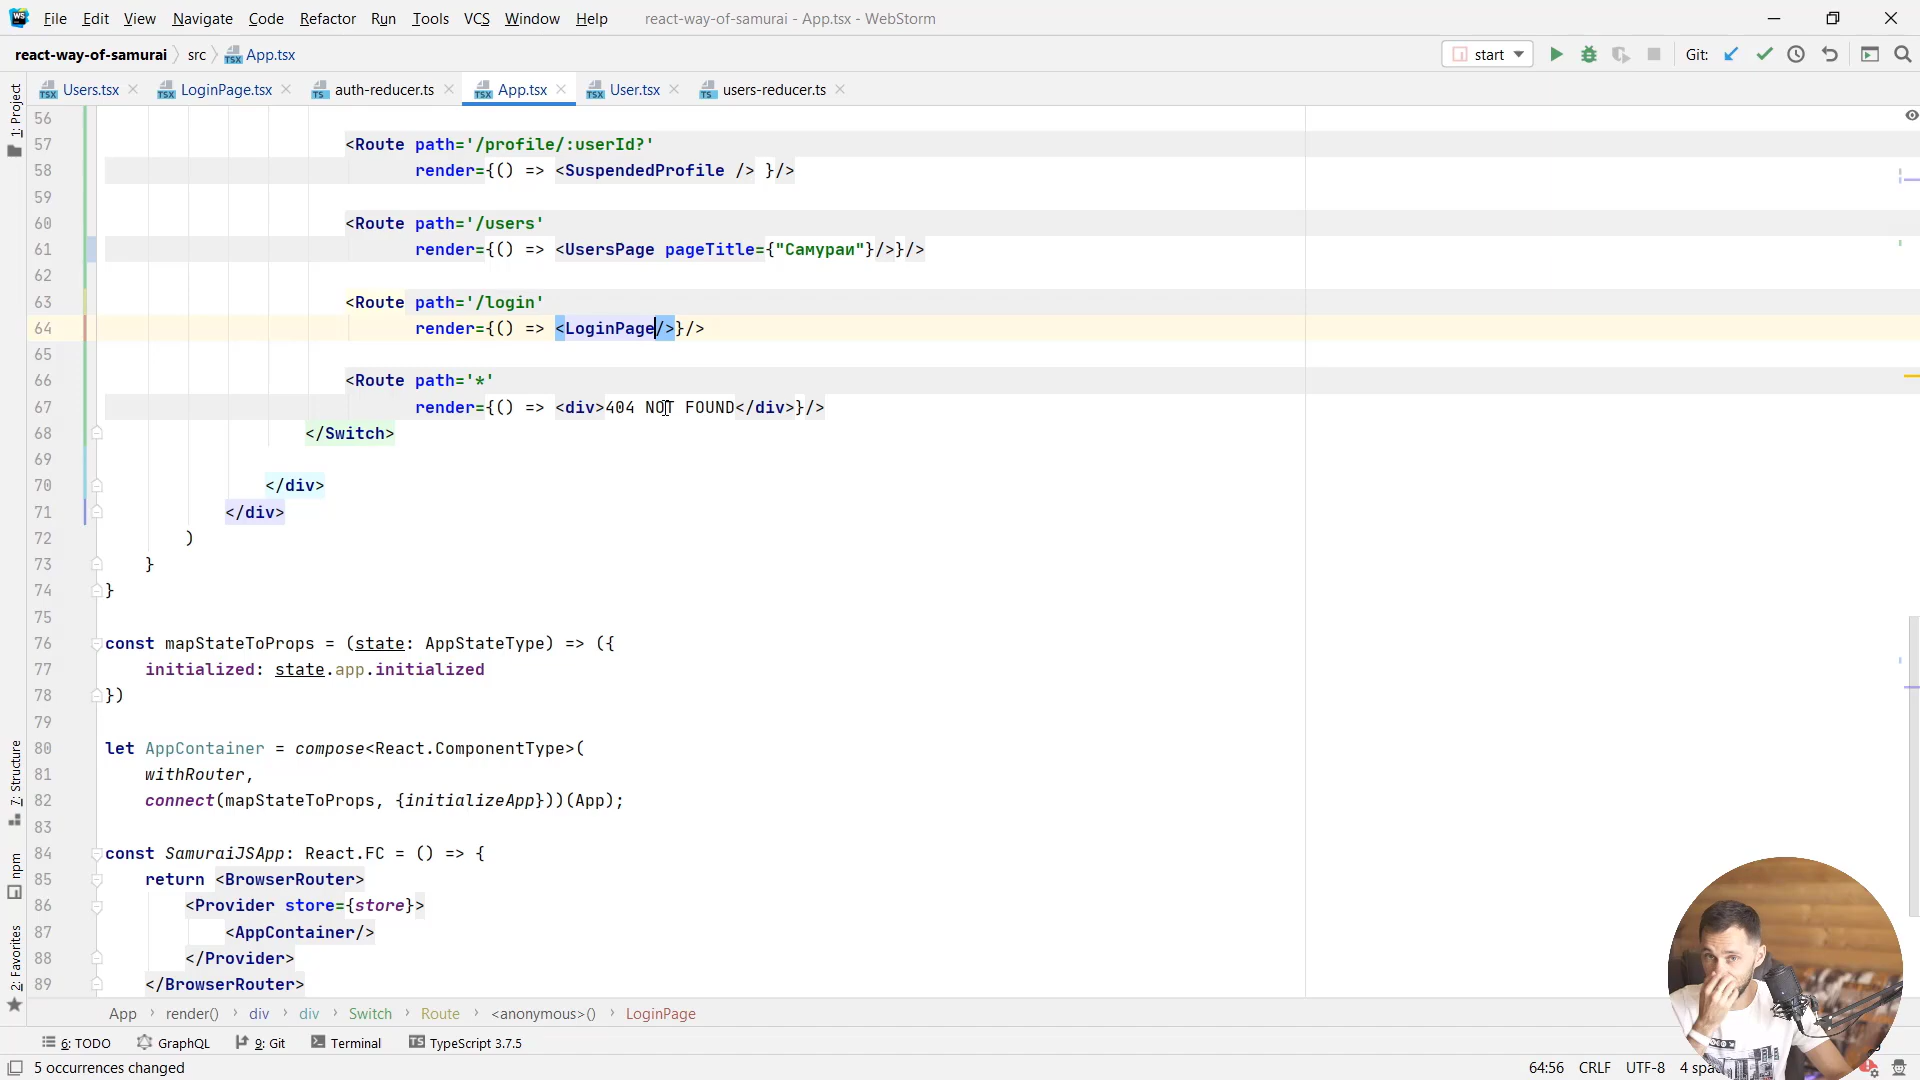 WS File Edit View Navigate Code Refactor Run Tools VCS Window Help react-way-of-samurai - App.tsx - WebStorm
react-way-of-samurai src App.tsx start Git:
Users.tsx LoginPage.tsx auth-reducer.ts App.tsx User.tsx users-reducer.ts
1: Project
7: Structure
npm
2: Favorites
56
57 <Route path='/profile/:userId?'
58 render={() => <SuspendedProfile /> }/>
59
60 <Route path='/users'
61 render={() => <UsersPage pageTitle={"Самураи"}/>}/>
62
63 <Route path='/login'
64 render={() => <LoginPage/>}/>
65
66 <Route path='*'
67 render={() => <div>404 NOT FOUND</div>}/>
68 </Switch>
69
70 </div>
71 </div>
72 )
73 }
74 }
75
76 const mapStateToProps = (state: AppStateType) => ({
77 initialized: state.app.initialized
78 })
79
80 let AppContainer = compose<React.ComponentType>(
81 withRouter,
82 connect(mapStateToProps, {initializeApp}))(App);
83
84 const SamuraiJSApp: React.FC = () => {
85 return <BrowserRouter>
86 <Provider store={store}>
87 <AppContainer/>
88 </Provider>
89 </BrowserRouter>
App › render() › div › div › Switch › Route › <anonymous>() › LoginPage
6: TODO GraphQL 9: Git Terminal TypeScript 3.7.5
5 occurrences changed 64:56 CRLF UTF-8 4